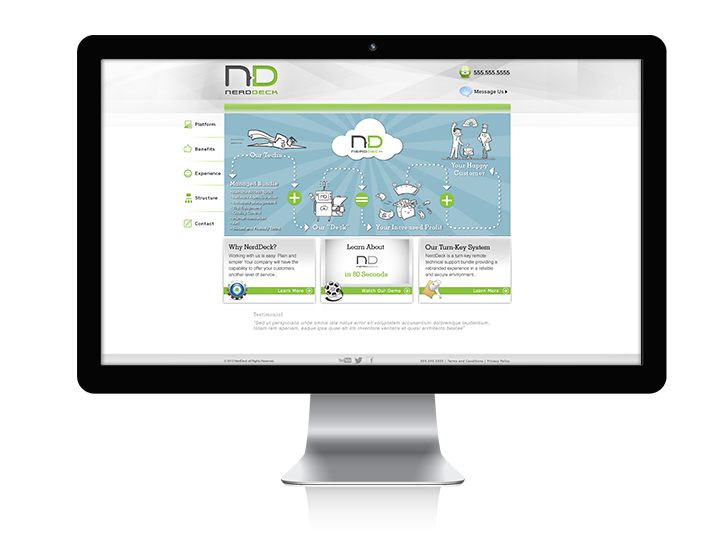 ND
NERDDECK
555.555.5555
Message Us
Platform
Benefits
Experience
Structure
Contact
ND
NERDDECK
Our Techs
Your Happy
Customer
Managed Bundle
Our "Deck"
Your Increased Profit
Why NerdDeck?
Working with us is easy. Plain and
simple! Your company will have the
capability to offer your customers
another level of service.
Learn More
Learn About
ND
NERDDECK
in 80 Seconds
Watch Our Demo
Our Turn-Key System
NerdDeck is a turn-key remote
technical support bundle providing a
rebranded experience in a reliable
and secure environment.
Learn More
Testimonial
"Sed ut perspiciatis unde omnis iste natus error sit voluptatem accusantium doloremque laudantium,
totam rem aperiam, eaque ipsa quae ab illo inventore veritatis et quasi architecto beatae"
© 2012 NerdDeck. All Rights Reserved.
555.555.5555 | Terms and Conditions | Privacy Policy